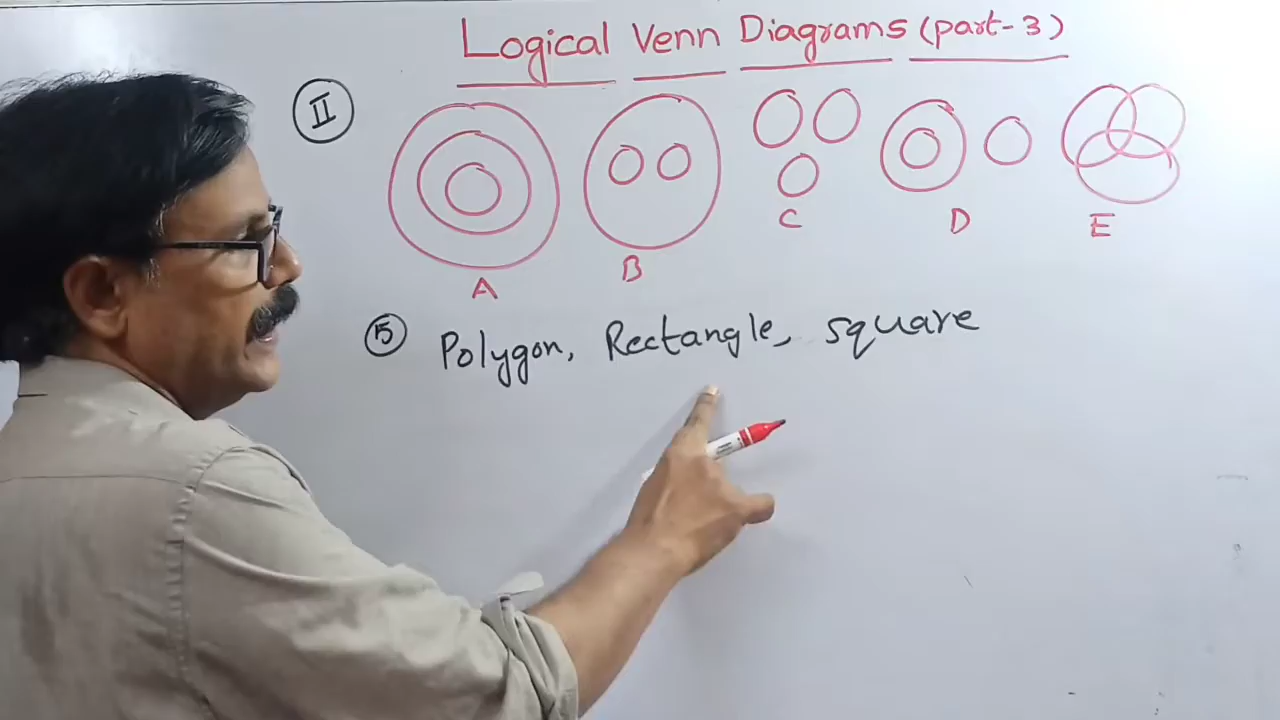 Logical Venn Diagrams (part-3)
II
A
B
C
D
E
5 Polygon, Rectangle, square